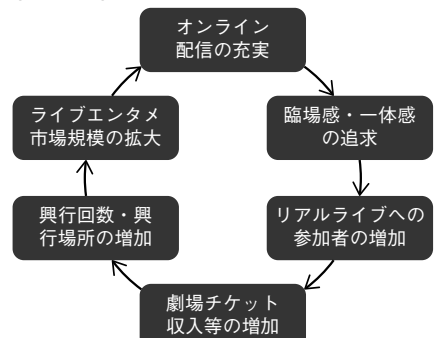 オンライン
配信の充実
臨場感・一体感
の追求
リアルライブへの
参加者の増加
劇場チケット
収入等の増加
興行回数・興
行場所の増加
ライブエンタメ
市場規模の拡大